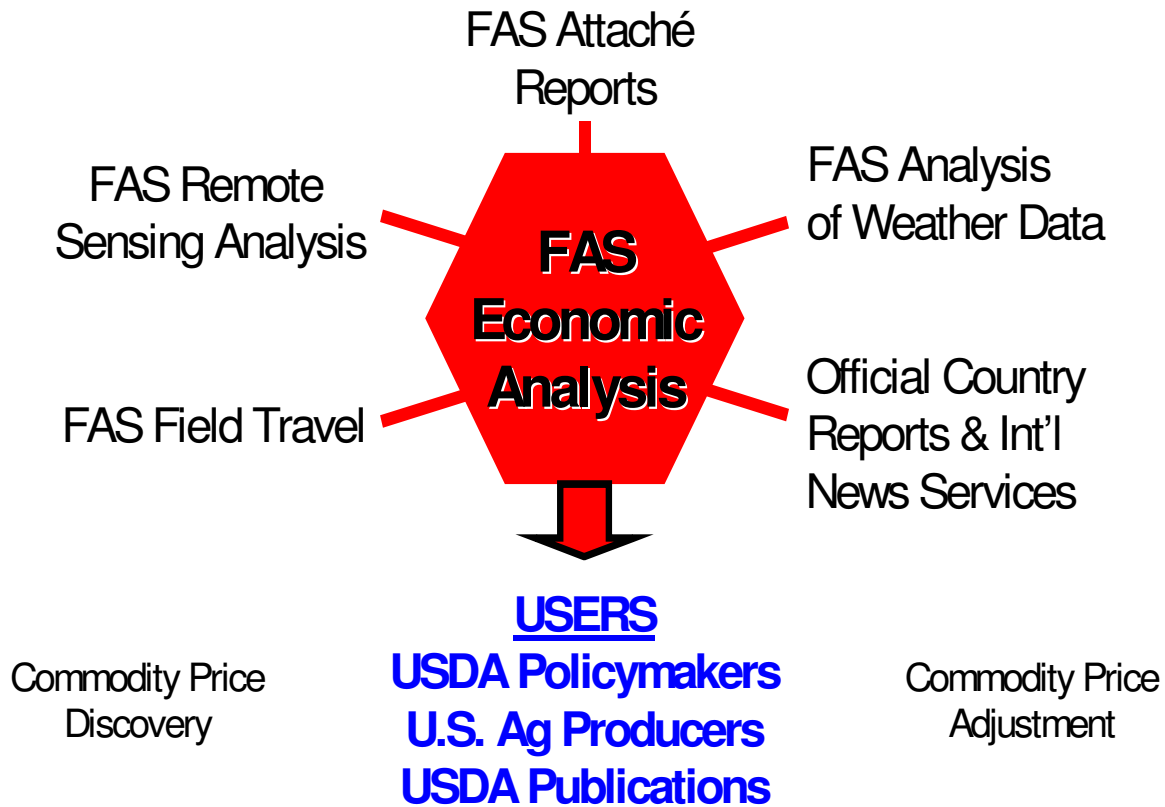 FAS Attaché
Reports
FAS Remote
Sensing Analysis
FAS Analysis
of Weather Data
FAS
Economic
Analysis
FAS Field Travel
Official Country
Reports & Int'l
News Services
USERS
USDA Policymakers
U.S. Ag Producers
USDA Publications
Commodity Price
Discovery
Commodity Price
Adjustment